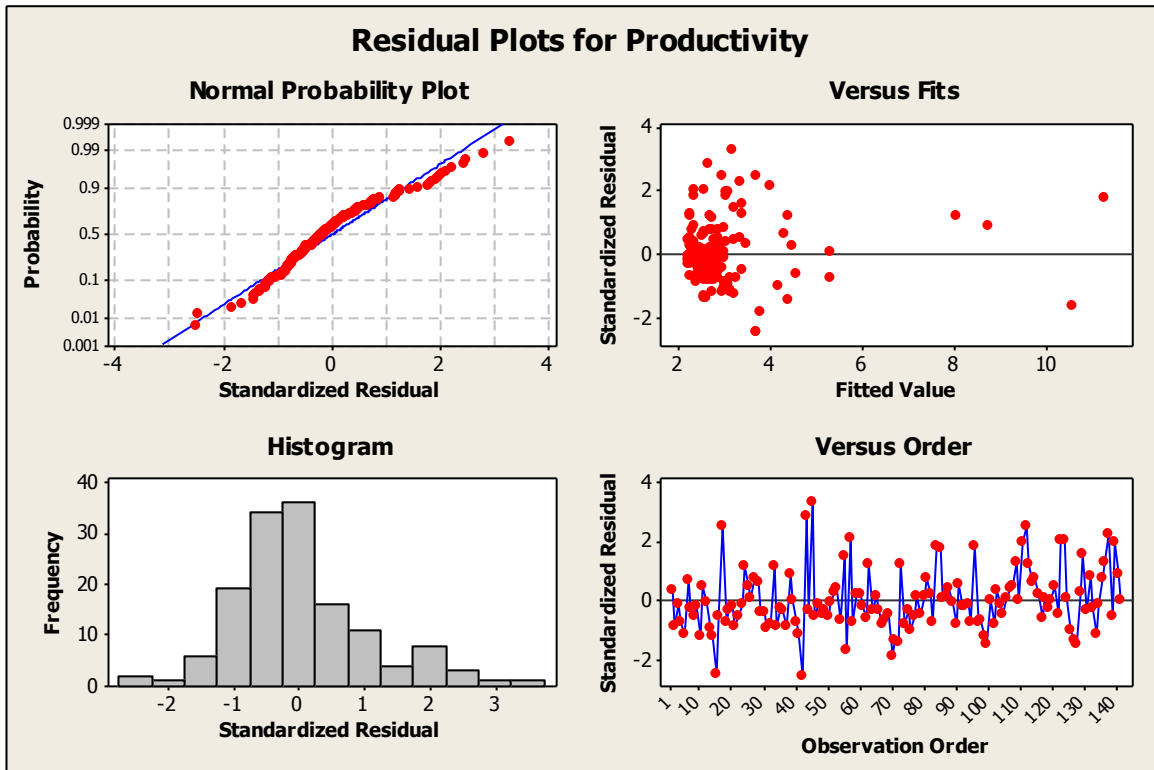 Residual Plots for Productivity
Normal Probability Plot
0.999
0.99
0.9
0.5
0.1
0.01
0.001
Probability
-4 -2 0 2 4
Standardized Residual
Versus Fits
4
2
0
-2
Standardized Residual
2 4 6 8 10
Fitted Value
Histogram
40
30
20
10
0
Frequency
-2 -1 0 1 2 3
Standardized Residual
Versus Order
4
2
0
-2
Standardized Residual
1 10 20 30 40 50 60 70 80 90 100 110 120 130 140
Observation Order